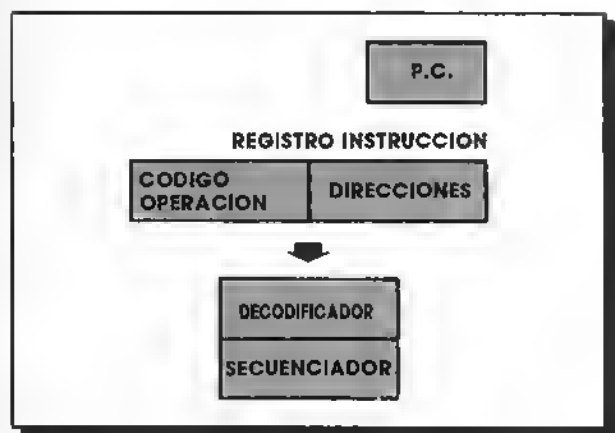 P.C.
REGISTRO INSTRUCCION
CODIGO
OPERACION
DIRECCIONES
DECODIFICADOR
SECUENCIADOR